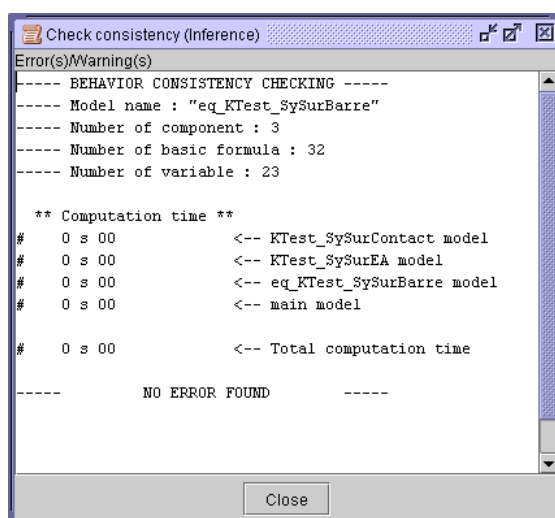 Check consistency (Inference)
Error(s)/Warning(s)
----- BEHAVIOR CONSISTENCY CHECKING -----
----- Model name : "eq_KTest_SySurBarre"
----- Number of component : 3
----- Number of basic formula : 32
----- Number of variable : 23
** Computation time **
# 0 s 00 <-- KTest_SySurContact model
# 0 s 00 <-- KTest_SySurEA model
# 0 s 00 <-- eq_KTest_SySurBarre model
# 0 s 00 <-- main model
# 0 s 00 <-- Total computation time
----- NO ERROR FOUND -----
Close